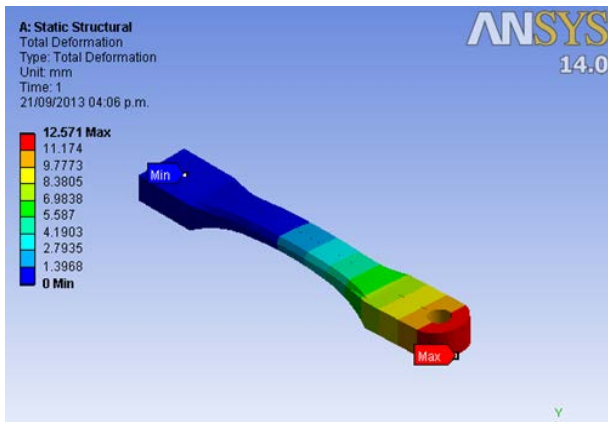 A: Static Structural
Total Deformation
Type: Total Deformation
Unit: mm
Time: 1
21/09/2013 04:06 p.m.
ANSYS
14.0
12.571 Max
11.174
9.7773
8.3805
6.9838
5.587
4.1903
2.7935
1.3968
0 Min
Min
Max
Y